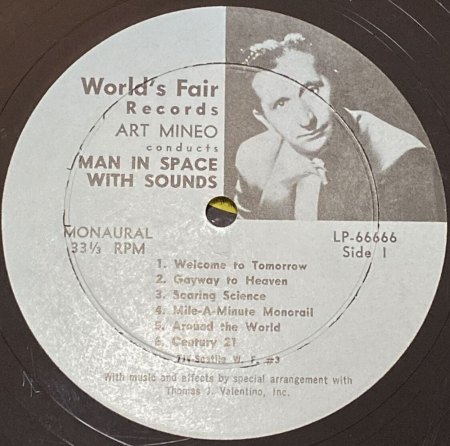 World's Fair
Records
ART MINEO
conducts
MAN IN SPACE
WITH SOUNDS
MONAURAL
33⅓ RPM
LP-66666
Side 1
1. Welcome to Tomorrow
2. Gayway to Heaven
3. Soaring Science
4. Mile-A-Minute Monorail
5. Around the World
6. Century 21
W. F. #3
With music and effects by special arrangement with
Thomas J. Valentino, Inc.